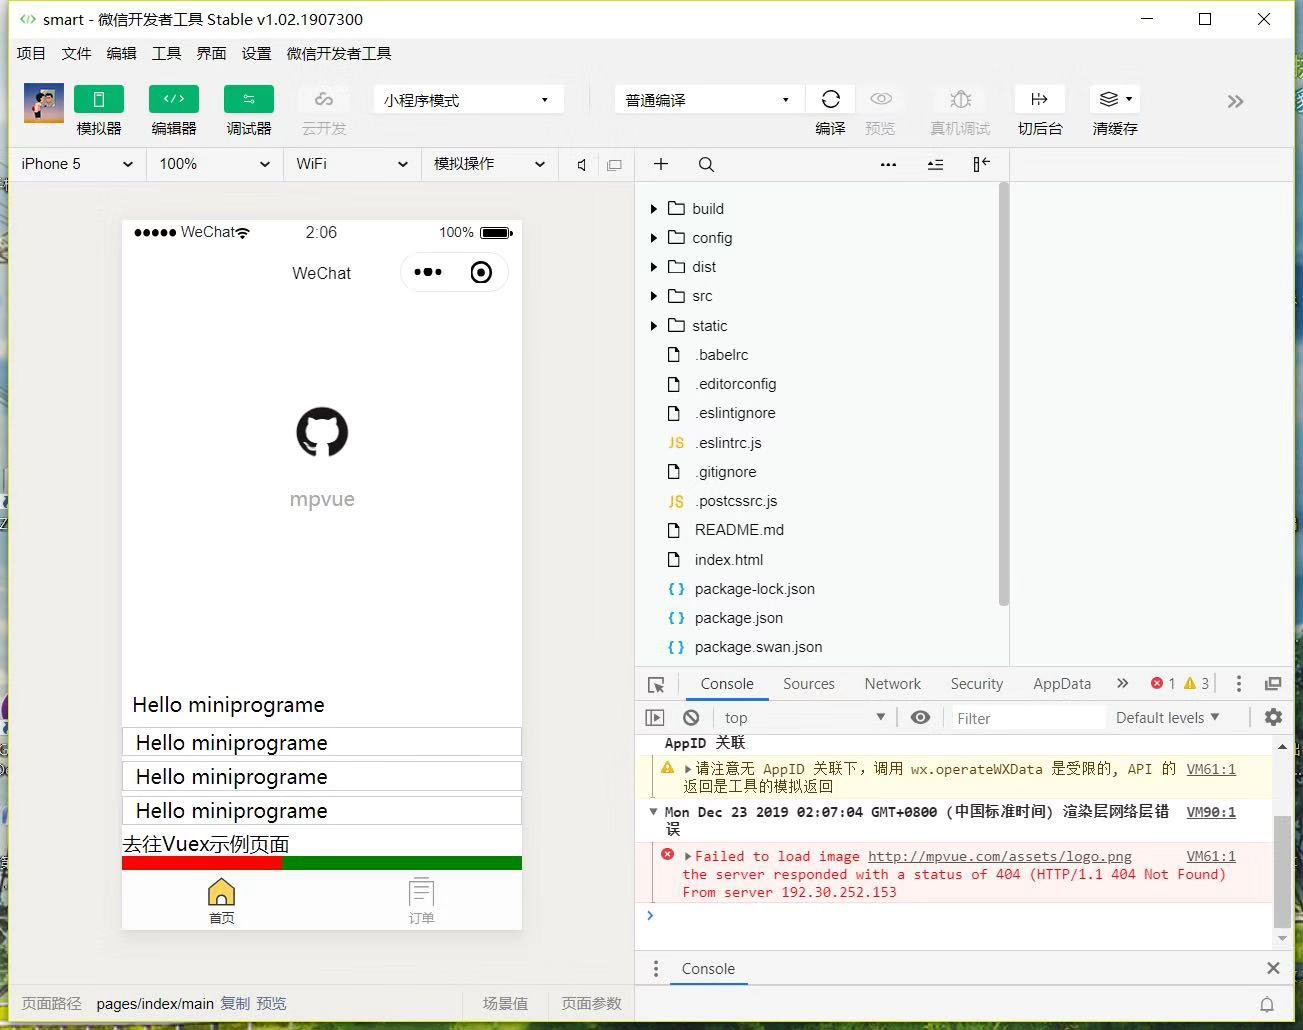 smart - 微信开发者工具 Stable v1.02.1907300
项目 文件 编辑 工具 界面 设置 微信开发者工具
小程序模式 普通编译
模拟器 编辑器 调试器 云开发 编译 预览 真机调试 切后台 清缓存
iPhone 5 100% WiFi 模拟操作
WeChat 2:06 100%
WeChat
mpvue
Hello miniprograme
Hello miniprograme
Hello miniprograme
Hello miniprograme
去往Vuex示例页面
首页 订单
页面路径 pages/index/main 复制 预览 场景值 页面参数
build
config
dist
src
static
.babelrc
.editorconfig
.eslintignore
JS .eslintrc.js
.gitignore
JS .postcssrc.js
README.md
index.html
{ } package-lock.json
{ } package.json
{ } package.swan.json
Console Sources Network Security AppData 1 3
top Filter Default levels
AppID 关联
请注意无 AppID 关联下，调用 wx.operateWXData 是受限的, API 的 VM61:1
返回是工具的模拟返回
Mon Dec 23 2019 02:07:04 GMT+0800 (中国标准时间) 渲染层网络层错 VM90:1
误
Failed to load image http://mpvue.com/assets/logo.png VM61:1
the server responded with a status of 404 (HTTP/1.1 404 Not Found)
From server 192.30.252.153
Console